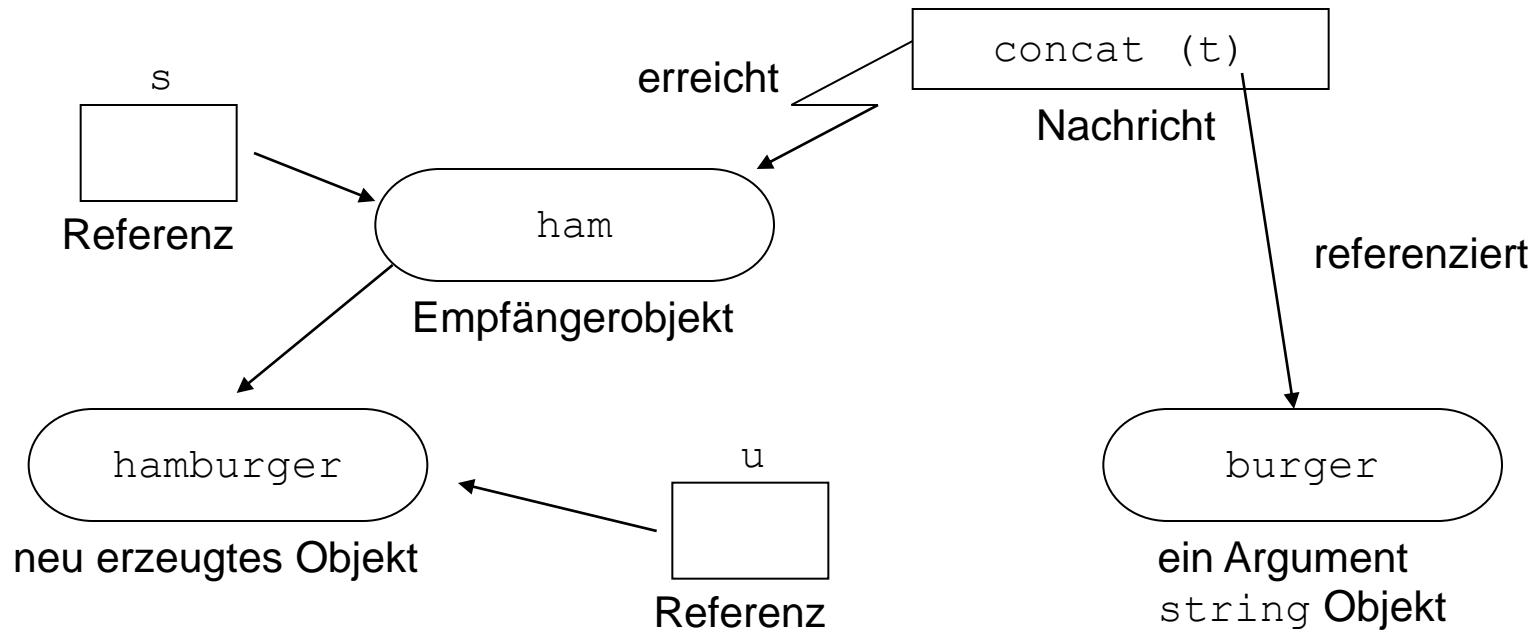 concat (t)
erreicht
s
Nachricht
Referenz
ham
referenziert
Empfängerobjekt
hamburger
u
burger
neu erzeugtes Objekt
ein Argument
string Objekt
Referenz